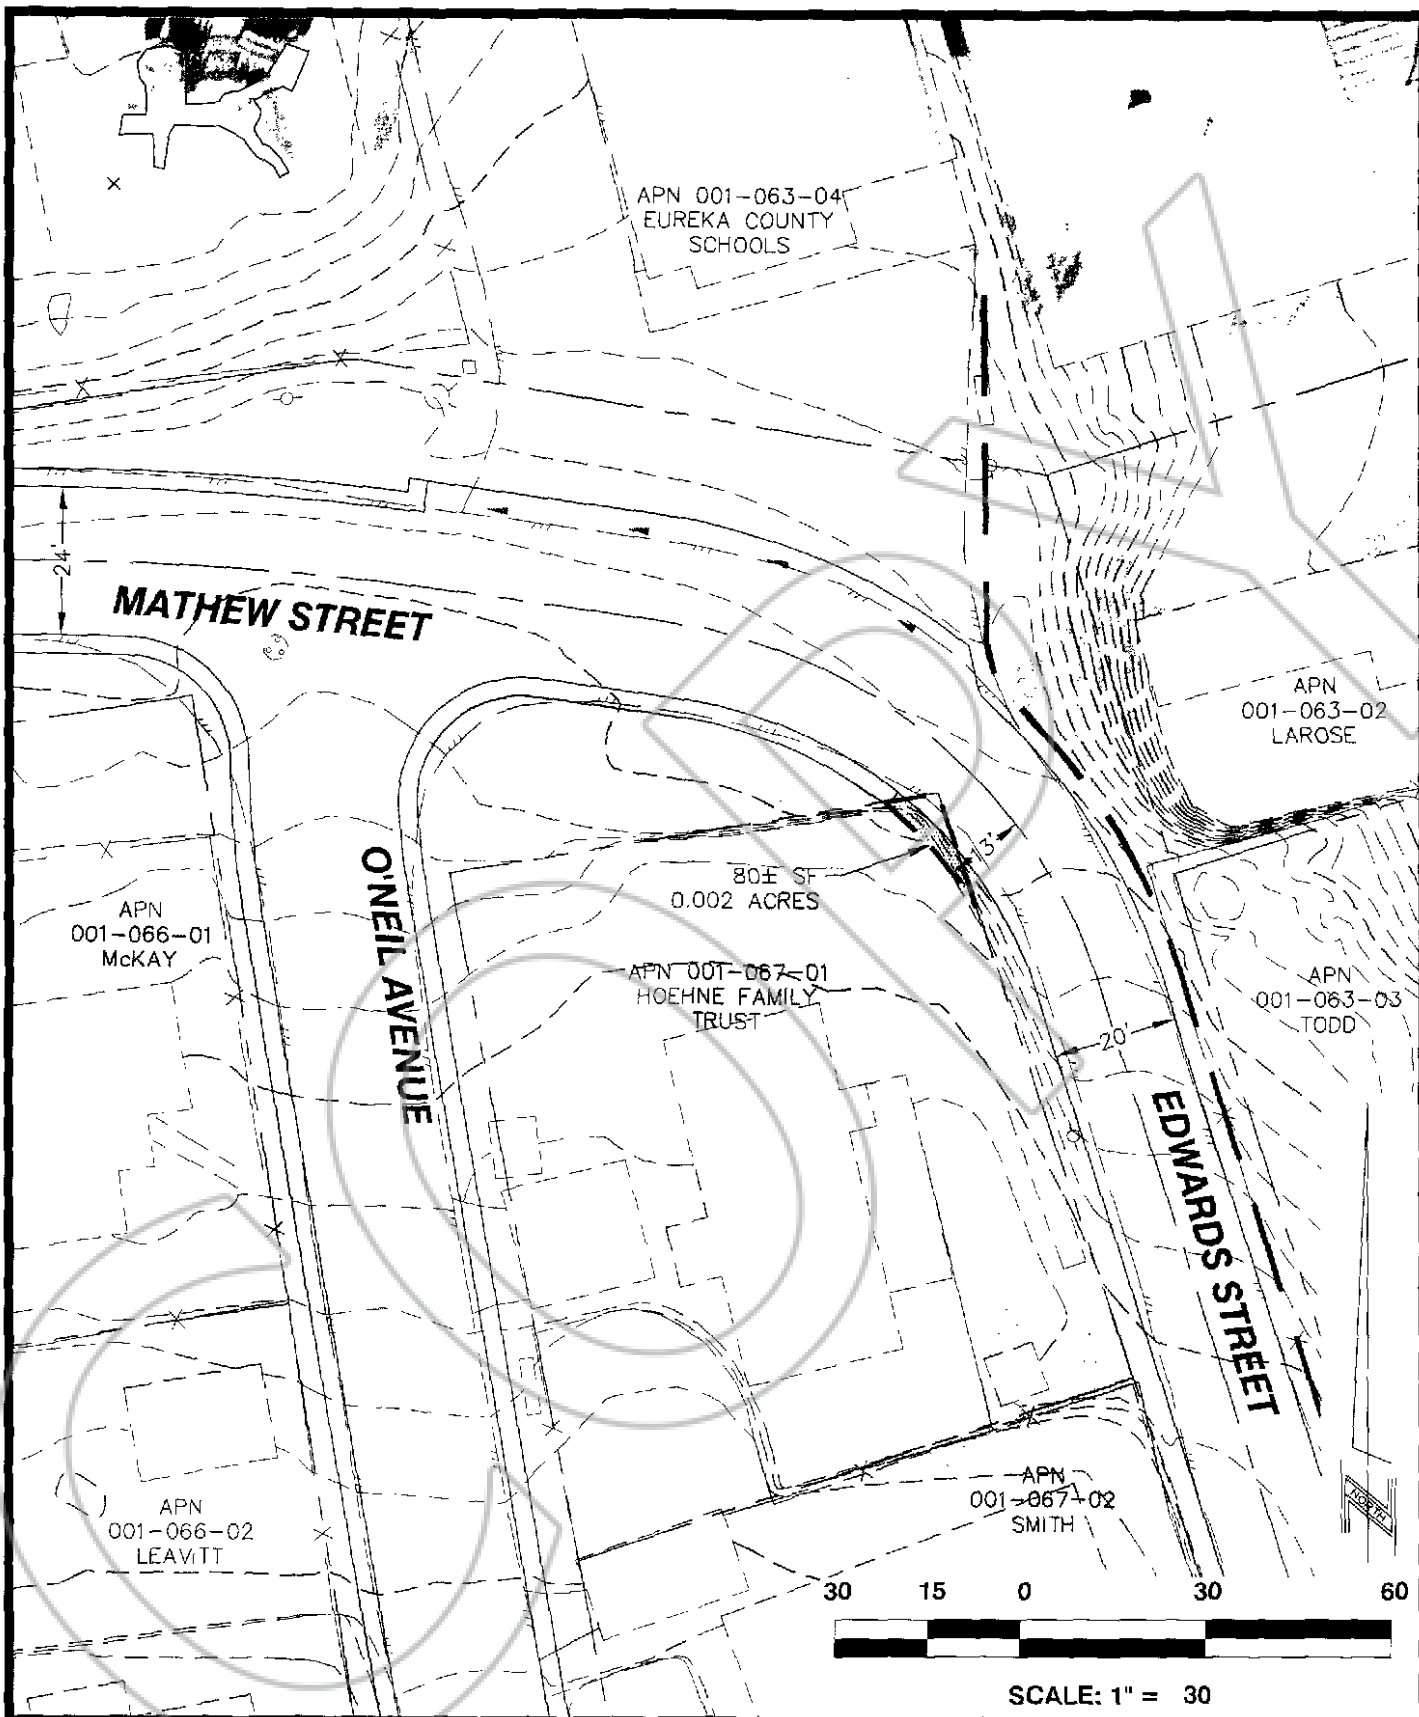 APN 001-063-04
EUREKA COUNTY
SCHOOLS
24'
MATHEW STREET
APN
001-063-02
LAROSE
13'
80± SF
0.002 ACRES
APN
001-066-01
McKAY
O'NEIL AVENUE
APN 001-067-01
HOEHNE FAMILY
TRUST
APN
001-063-03
TODD
20'
EDWARDS STREET
APN
001-067-02
SMITH
NORTH
APN
001-066-02
LEAVITT
30 15 0 30 60
SCALE: 1" = 30
COPY